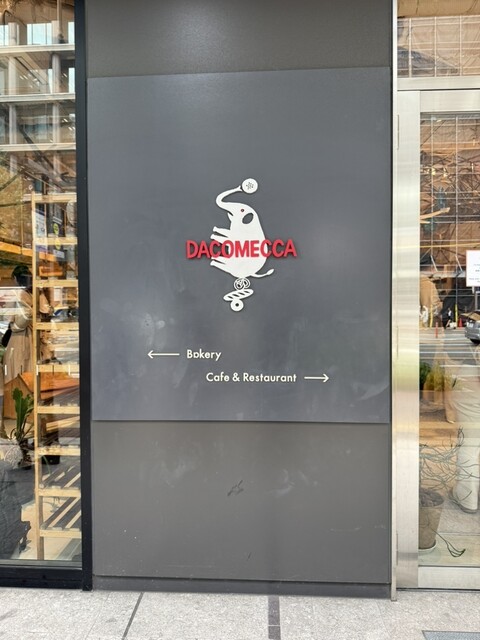 DACOMECCA
← Bakery
Cafe & Restaurant →